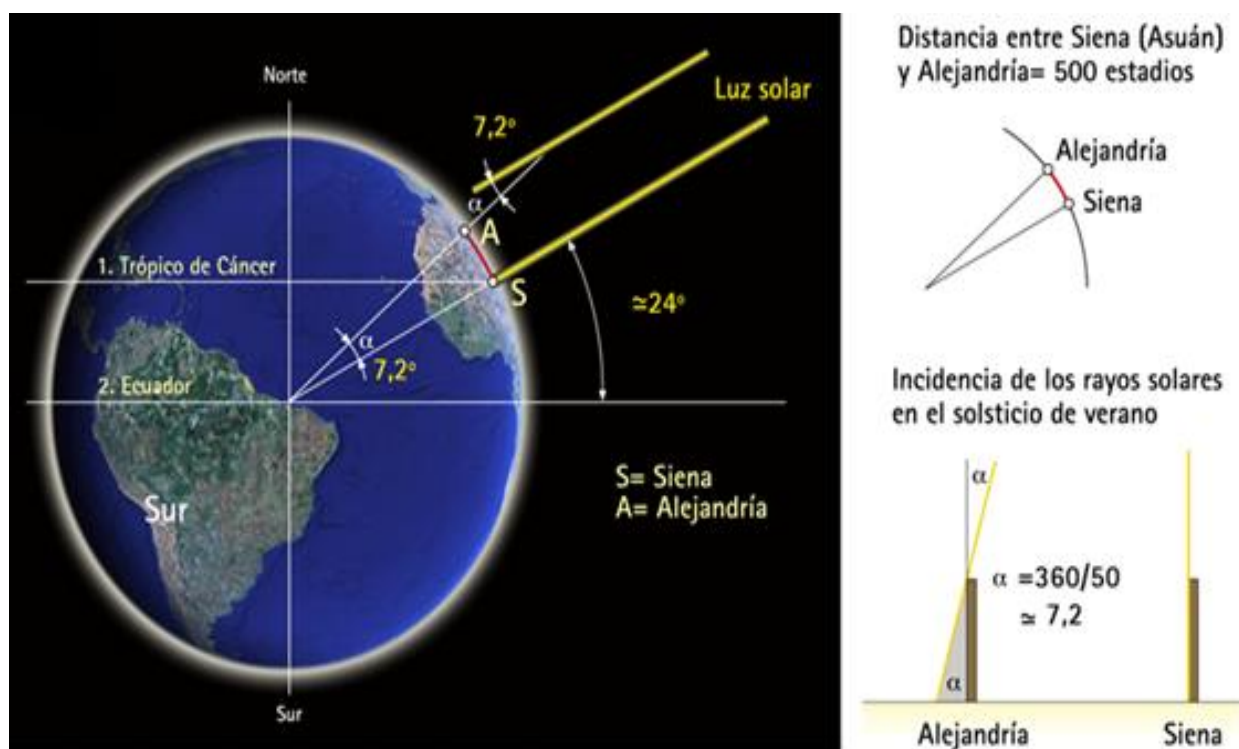 Norte
Luz solar
7,2º
α
A
1. Trópico de Cáncer
S
≃24º
α
7,2º
2. Ecuador
S= Siena
A= Alejandría
Sur
Sur
Distancia entre Siena (Asuán)
y Alejandría= 500 estadios
Alejandría
Siena
Incidencia de los rayos solares
en el solsticio de verano
α
α =360/50
≃ 7,2
α
Alejandría
Siena